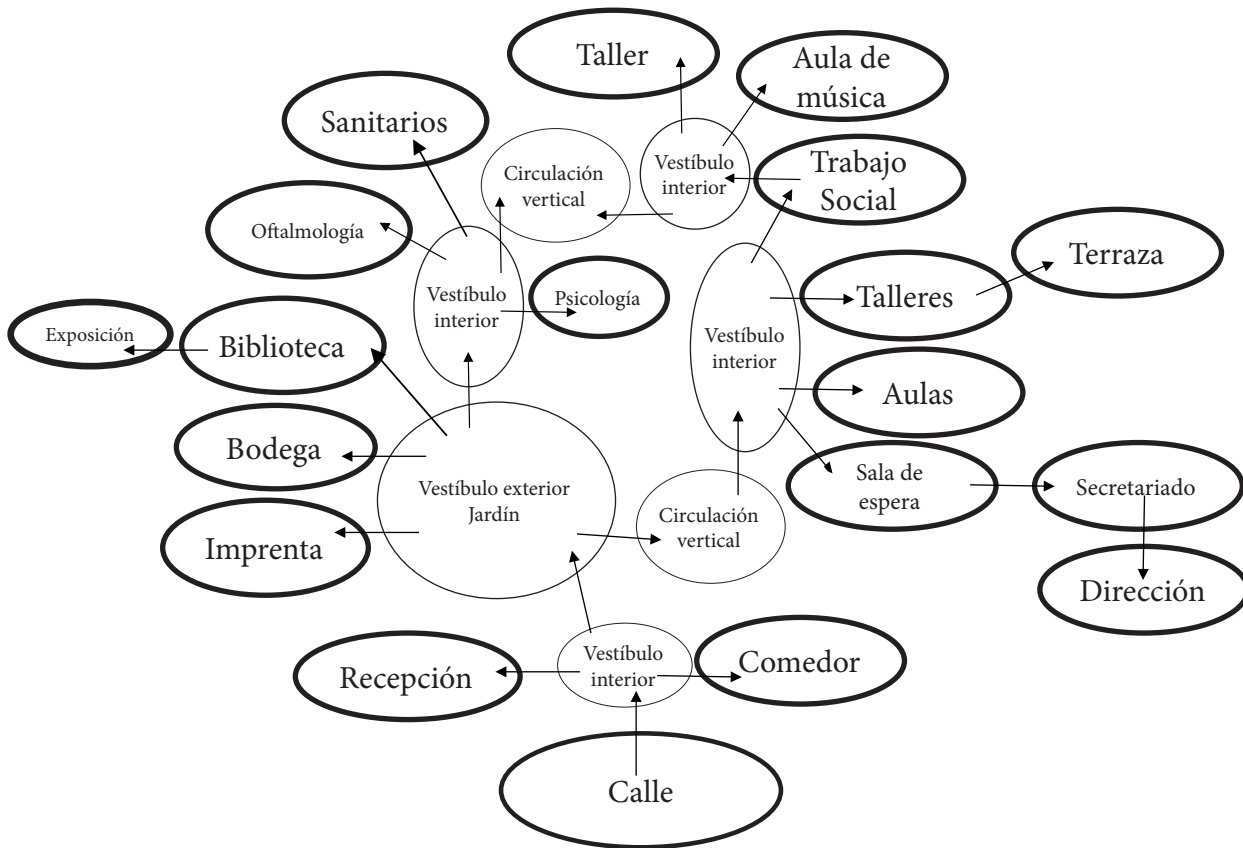 Taller
Aula de
música
Sanitarios
Circulación
vertical
Vestíbulo
interior
Trabajo
Social
Oftalmología
Terraza
Vestíbulo
interior
Psicología
Talleres
Exposición
Biblioteca
Vestíbulo
interior
Aulas
Bodega
Vestíbulo exterior
Jardín
Sala de
espera
Secretariado
Circulación
vertical
Imprenta
Dirección
Recepción
Vestíbulo
interior
Comedor
Calle